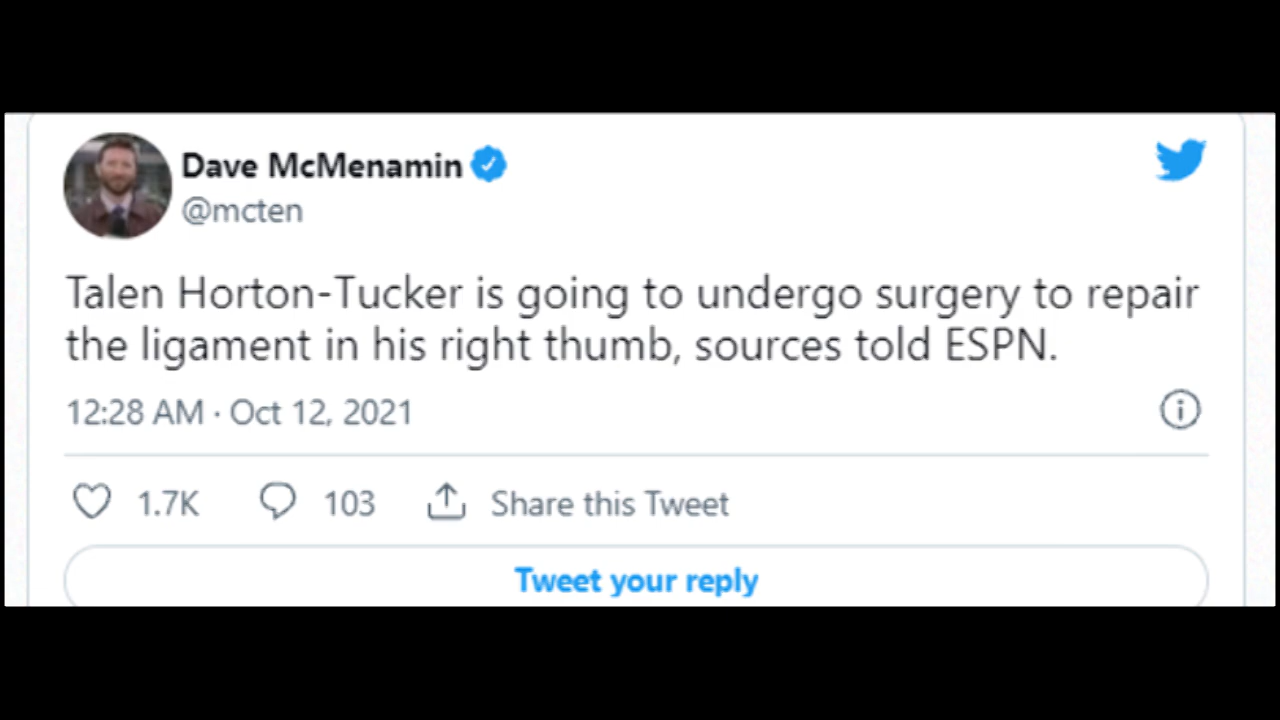 Dave McMenamin
@mcten
Talen Horton-Tucker is going to undergo surgery to repair
the ligament in his right thumb, sources told ESPN.
12:28 AM · Oct 12, 2021
1.7K 103 Share this Tweet
Tweet your reply